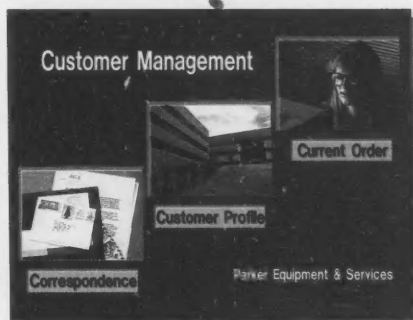 Customer Management
Current Order
Customer Profile
Correspondence
Parker Equipment & Services